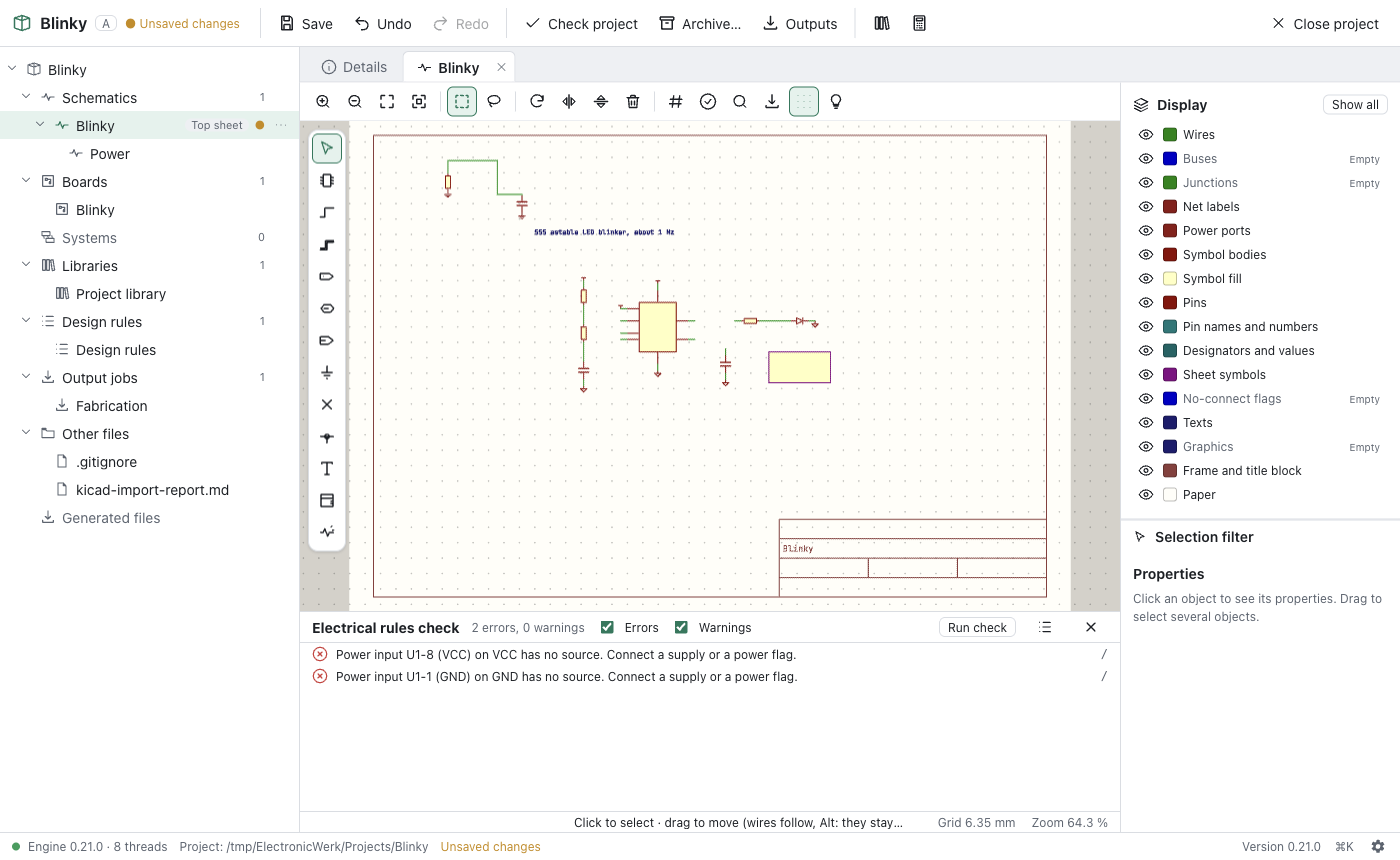 Blinky A Unsaved changes Save Undo Redo Check project Archive... Outputs Close project
Blinky
Schematics 1
Blinky Top sheet
Power
Boards 1
Blinky
Systems 0
Libraries 1
Project library
Design rules 1
Design rules
Output jobs 1
Fabrication
Other files
.gitignore
kicad-import-report.md
Generated files
Details Blinky
555 astable LED blinker, about 1 Hz
Blinky
Display Show all
Wires
Buses Empty
Junctions Empty
Net labels
Power ports
Symbol bodies
Symbol fill
Pins
Pin names and numbers
Designators and values
Sheet symbols
No-connect flags Empty
Texts
Graphics Empty
Frame and title block
Paper
Selection filter
Properties
Click an object to see its properties. Drag to
select several objects.
Electrical rules check 2 errors, 0 warnings Errors Warnings Run check
Power input U1-8 (VCC) on VCC has no source. Connect a supply or a power flag. /
Power input U1-1 (GND) on GND has no source. Connect a supply or a power flag. /
Click to select · drag to move (wires follow, Alt: they stay... Grid 6.35 mm Zoom 64.3 %
Engine 0.21.0 · 8 threads Project: /tmp/ElectronicWerk/Projects/Blinky Unsaved changes Version 0.21.0 ⌘K